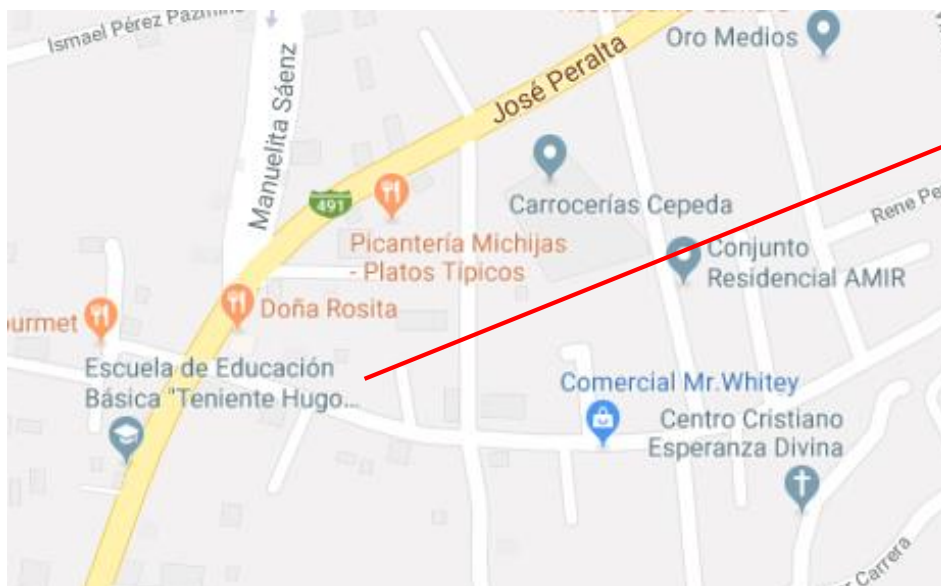 Ismael Pérez Pazmiño
Oro Medios
José Peralta
Manuelita Sáenz
491
Carrocerías Cepeda
Rene Pe
Picantería Michijas
- Platos Típicos
Conjunto
Residencial AMIR
Doña Rosita
urmet
Escuela de Educación
Básica "Teniente Hugo...
Comercial Mr.Whitey
Centro Cristiano
Esperanza Divina
Carrera